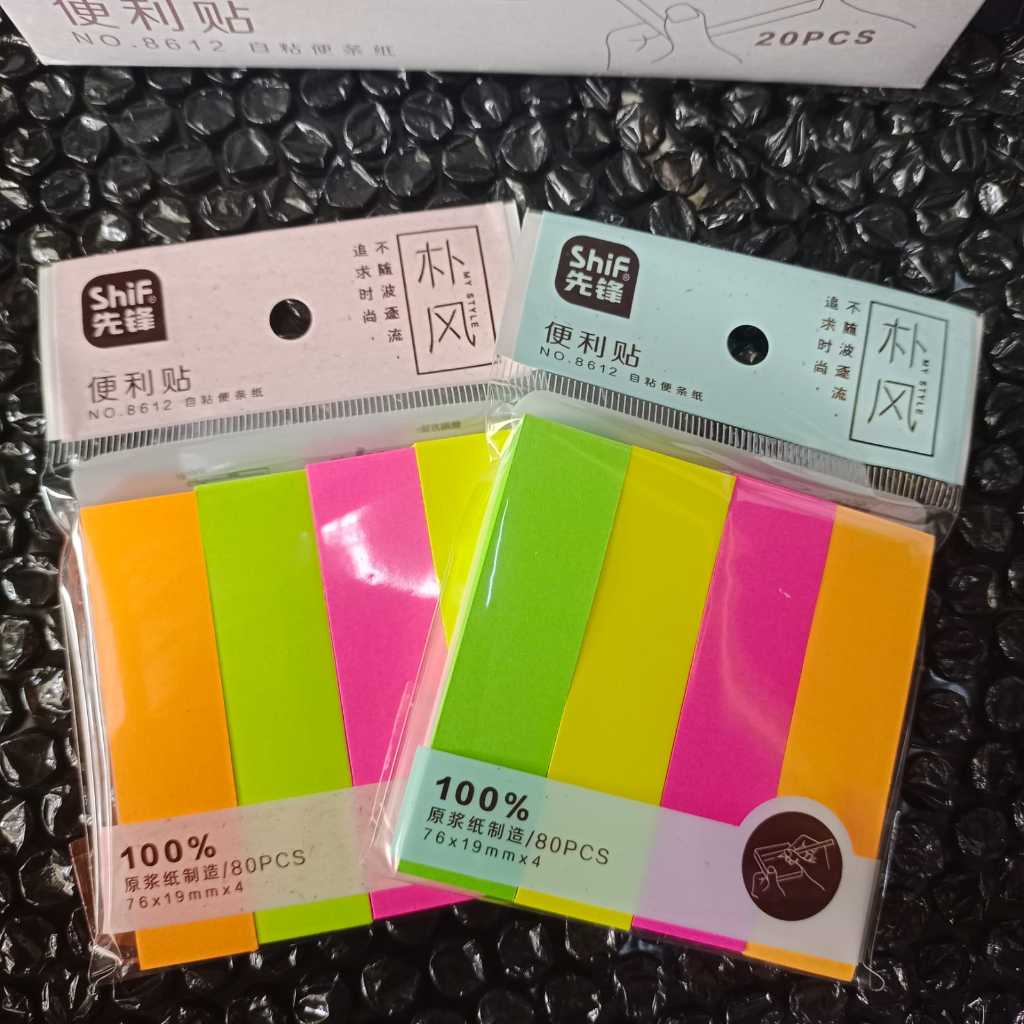 便利贴
NO.8612 自粘便条纸
20PCS
ShiF®
先锋
便利贴
NO.8612 自粘便条纸
不随波逐流.
追求时尚.
朴风
MY STYLE
100%
原浆纸制造/80PCS
76x19mmx4
ShiF®
先锋
便利贴
NO.8612 自粘便条纸
不随波逐流.
追求时尚.
朴风
MY STYLE
100%
原浆纸制造/80PCS
76x19mmx4